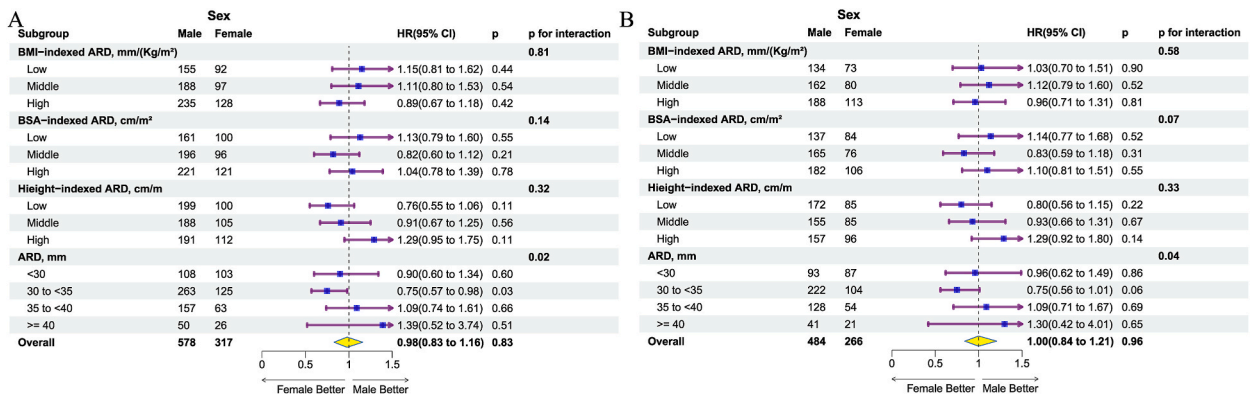 A
Sex
Subgroup Male Female HR(95% CI) p p for interaction
BMI−indexed ARD, mm/(Kg/m²) 0.81
Low 155 92 1.15(0.81 to 1.62) 0.44
Middle 188 97 1.11(0.80 to 1.53) 0.54
High 235 128 0.89(0.67 to 1.18) 0.42
BSA−indexed ARD, cm/m² 0.14
Low 161 100 1.13(0.79 to 1.60) 0.55
Middle 196 96 0.82(0.60 to 1.12) 0.21
High 221 121 1.04(0.78 to 1.39) 0.78
Hieight−indexed ARD, cm/m 0.32
Low 199 100 0.76(0.55 to 1.06) 0.11
Middle 188 105 0.91(0.67 to 1.25) 0.56
High 191 112 1.29(0.95 to 1.75) 0.11
ARD, mm 0.02
<30 108 103 0.90(0.60 to 1.34) 0.60
30 to <35 263 125 0.75(0.57 to 0.98) 0.03
35 to <40 157 63 1.09(0.74 to 1.61) 0.66
>= 40 50 26 1.39(0.52 to 3.74) 0.51
Overall 578 317 0.98(0.83 to 1.16) 0.83
0 0.5 1 1.5
Female Better Male Better
B
Sex
Subgroup Male Female HR(95% CI) p p for interaction
BMI−indexed ARD, mm/(Kg/m²) 0.58
Low 134 73 1.03(0.70 to 1.51) 0.90
Middle 162 80 1.12(0.79 to 1.60) 0.52
High 188 113 0.96(0.71 to 1.31) 0.81
BSA−indexed ARD, cm/m² 0.07
Low 137 84 1.14(0.77 to 1.68) 0.52
Middle 165 76 0.83(0.59 to 1.18) 0.31
High 182 106 1.10(0.81 to 1.51) 0.55
Hieight−indexed ARD, cm/m 0.33
Low 172 85 0.80(0.56 to 1.15) 0.22
Middle 155 85 0.93(0.66 to 1.31) 0.67
High 157 96 1.29(0.92 to 1.80) 0.14
ARD, mm 0.04
<30 93 87 0.96(0.62 to 1.49) 0.86
30 to <35 222 104 0.75(0.56 to 1.01) 0.06
35 to <40 128 54 1.09(0.71 to 1.67) 0.69
>= 40 41 21 1.30(0.42 to 4.01) 0.65
Overall 484 266 1.00(0.84 to 1.21) 0.96
0 0.5 1 1.5
Female Better Male Better